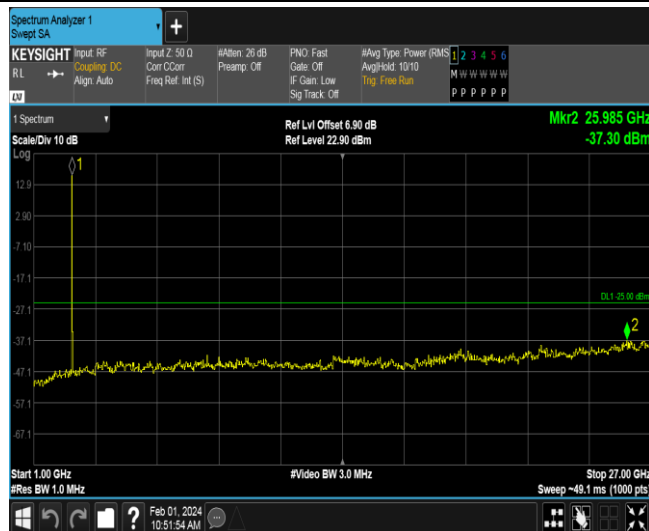 Spectrum Analyzer 1
Swept SA
+
KEYSIGHT
RL
LXI
Input: RF
Coupling: DC
Align: Auto
Input Z: 50 Ω
Corr CCorr
Freq Ref: Int (S)
#Atten: 26 dB
Preamp: Off
PNO: Fast
Gate: Off
IF Gain: Low
Sig Track: Off
#Avg Type: Power (RMS
Avg|Hold: 10/10
Trig: Free Run
1 2 3 4 5 6
M W W W W W
P P P P P P
1 Spectrum
Scale/Div 10 dB
Log
Ref Lvl Offset 6.90 dB
Ref Level 22.90 dBm
Mkr2 25.985 GHz
-37.30 dBm
1
12.9
2.90
-7.10
-17.1
DL1 -25.00 dBm
-27.1
2
-37.1
-47.1
-57.1
-67.1
Start 1.00 GHz
#Video BW 3.0 MHz
Stop 27.00 GHz
#Res BW 1.0 MHz
Sweep ~49.1 ms (1000 pts)
?
Feb 01, 2024
10:51:54 AM